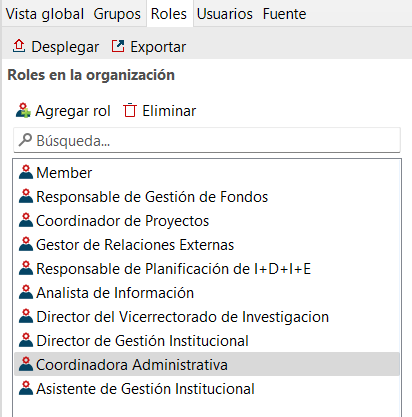 Vista global Grupos Roles Usuarios Fuente
Desplegar Exportar
Roles en la organización
Agregar rol Eliminar
Búsqueda...
Member
Responsable de Gestión de Fondos
Coordinador de Proyectos
Gestor de Relaciones Externas
Responsable de Planificación de I+D+I+E
Analista de Información
Director del Vicerrectorado de Investigacion
Director de Gestión Institucional
Coordinadora Administrativa
Asistente de Gestión Institucional